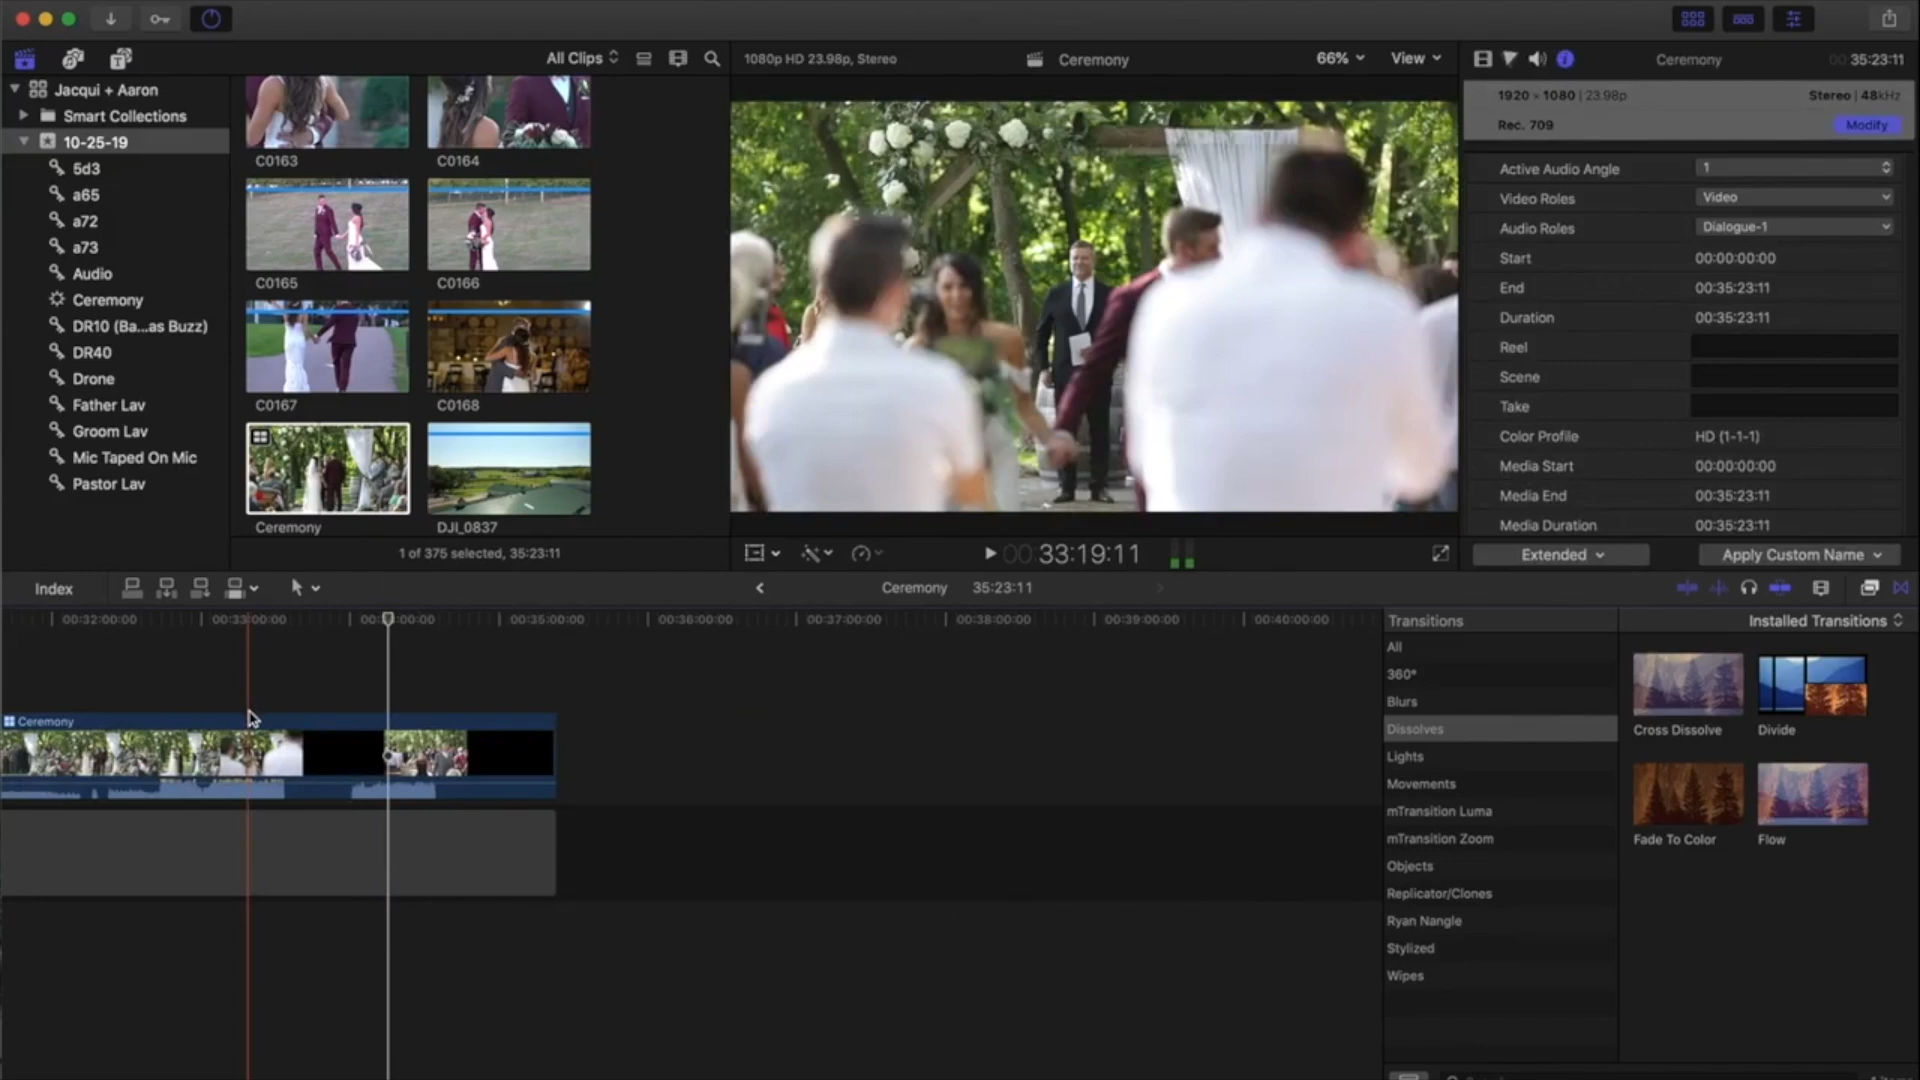 All Clips
1080p HD 23.98p, Stereo
Ceremony
66%
View
Ceremony
00 35:23:11
Jacqui + Aaron
Smart Collections
10-25-19
5d3
a65
a72
a73
Audio
Ceremony
DR10 (Ba...as Buzz)
DR40
Drone
Father Lav
Groom Lav
Mic Taped On Mic
Pastor Lav
C0163
C0164
C0165
C0166
C0167
C0168
Ceremony
DJI_0837
1 of 375 selected, 35:23:11
00:33:19:11
1920 × 1080 | 23.98p
Stereo | 48kHz
Rec. 709
Modify
Active Audio Angle
1
Video Roles
Video
Audio Roles
Dialogue-1
Start
00:00:00:00
End
00:35:23:11
Duration
00:35:23:11
Reel
Scene
Take
Color Profile
HD (1-1-1)
Media Start
00:00:00:00
Media End
00:35:23:11
Media Duration
00:35:23:11
Extended
Apply Custom Name
Index
Ceremony
35:23:11
00:32:00:00
00:33:00:00
00:35:00:00
00:36:00:00
00:37:00:00
00:38:00:00
00:39:00:00
00:40:00:00
Ceremony
Transitions
All
360°
Blurs
Dissolves
Lights
Movements
mTransition Luma
mTransition Zoom
Objects
Replicator/Clones
Ryan Nangle
Stylized
Wipes
Installed Transitions
Cross Dissolve
Divide
Fade To Color
Flow